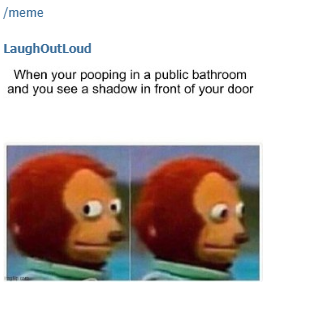 /meme
LaughOutLoud
When your pooping in a public bathroom
and you see a shadow in front of your door